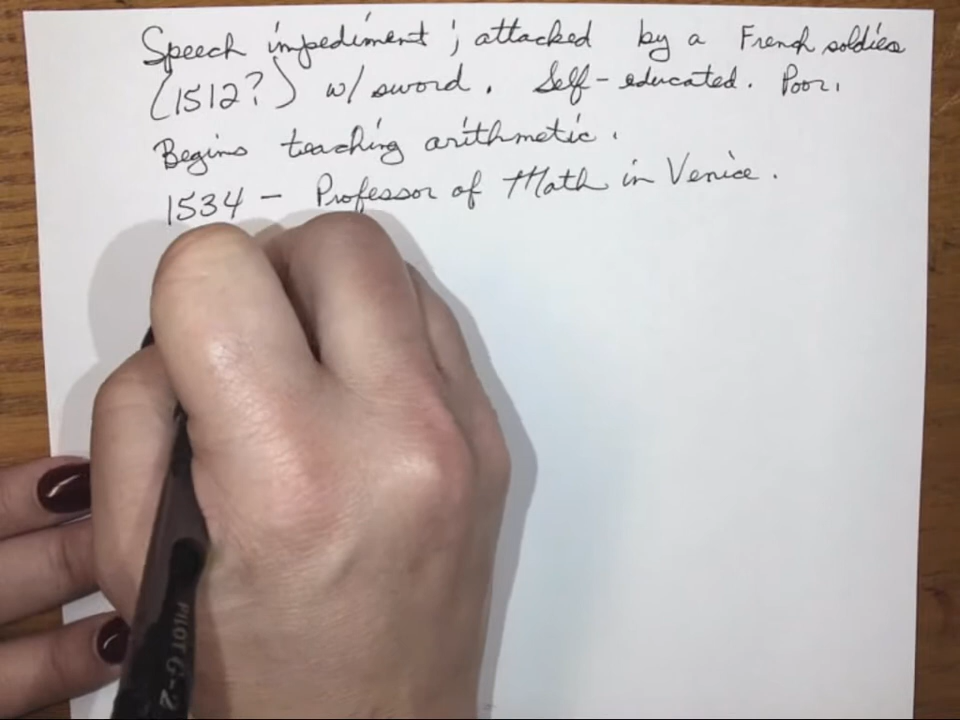 Speech impediment ; attacked by a French soldier
(1512?) w/ sword. Self-educated. Poor.
Begins teaching arithmetic.
1534 - Professor of Math in Venice.
PILOT G-2